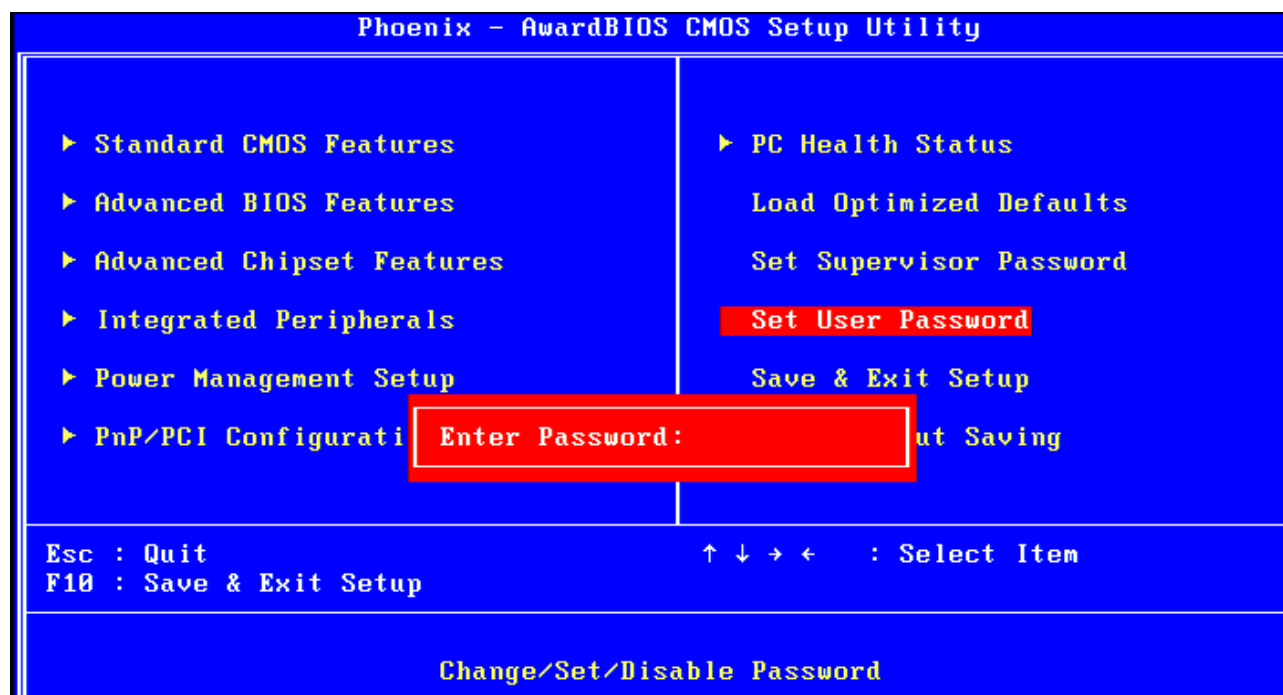 Phoenix - AwardBIOS CMOS Setup Utility
Standard CMOS Features
Advanced BIOS Features
Advanced Chipset Features
Integrated Peripherals
Power Management Setup
PnP/PCI Configurati
PC Health Status
Load Optimized Defaults
Set Supervisor Password
Set User Password
Save & Exit Setup
ut Saving
Enter Password:
Esc : Quit
F10 : Save & Exit Setup
↑ ↓ → ← : Select Item
Change/Set/Disable Password